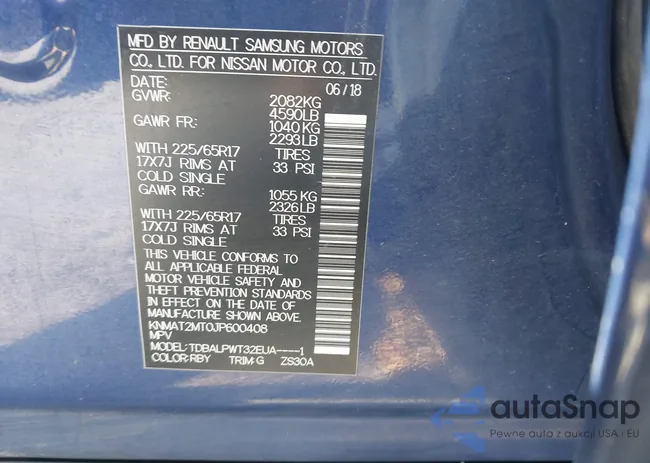 MFD BY RENAULT SAMSUNG MOTORS
CO., LTD. FOR NISSAN MOTOR CO., LTD.
DATE: 06/18
GVWR: 2082KG
4590LB
GAWR FR: 1040KG
2293LB
WITH 225/65R17 TIRES
17X7J RIMS AT 33 PSI
COLD SINGLE
GAWR RR: 1055KG
2326LB
WITH 225/65R17 TIRES
17X7J RIMS AT 33 PSI
COLD SINGLE
THIS VEHICLE CONFORMS TO
ALL APPLICABLE FEDERAL
MOTOR VEHICLE SAFETY AND
THEFT PREVENTION STANDARDS
IN EFFECT ON THE DATE OF
MANUFACTURE SHOWN ABOVE.
KNMAT2MT0JP600408
MPV
MODEL:TDBALPWT32EUA----1
COLOR:RBY TRIM:G ZS30A
autaSnap
Pewne auta z aukcji USA i EU